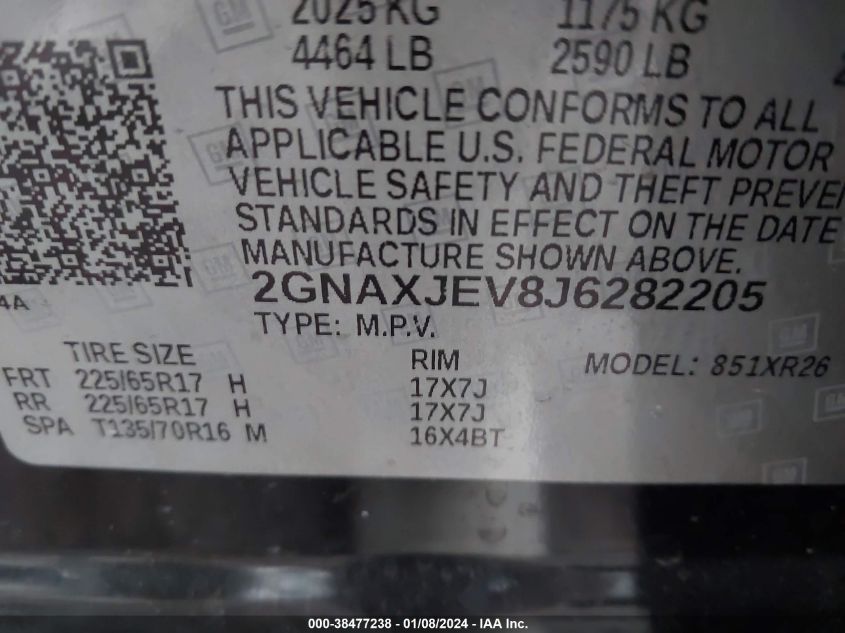 2025 KG 1175 KG
4464 LB 2590 LB
THIS VEHICLE CONFORMS TO ALL
APPLICABLE U.S. FEDERAL MOTOR
VEHICLE SAFETY AND THEFT PREVE
STANDARDS IN EFFECT ON THE DATE
MANUFACTURE SHOWN ABOVE.
4A 2GNAXJEV8J6282205
TYPE: M.P.V.
TIRE SIZE RIM MODEL: 851XR26
FRT 225/65R17 H 17X7J
RR 225/65R17 H 17X7J
SPA T135/70R16 M 16X4BT
000-38477238 - 01/08/2024 - IAA Inc.